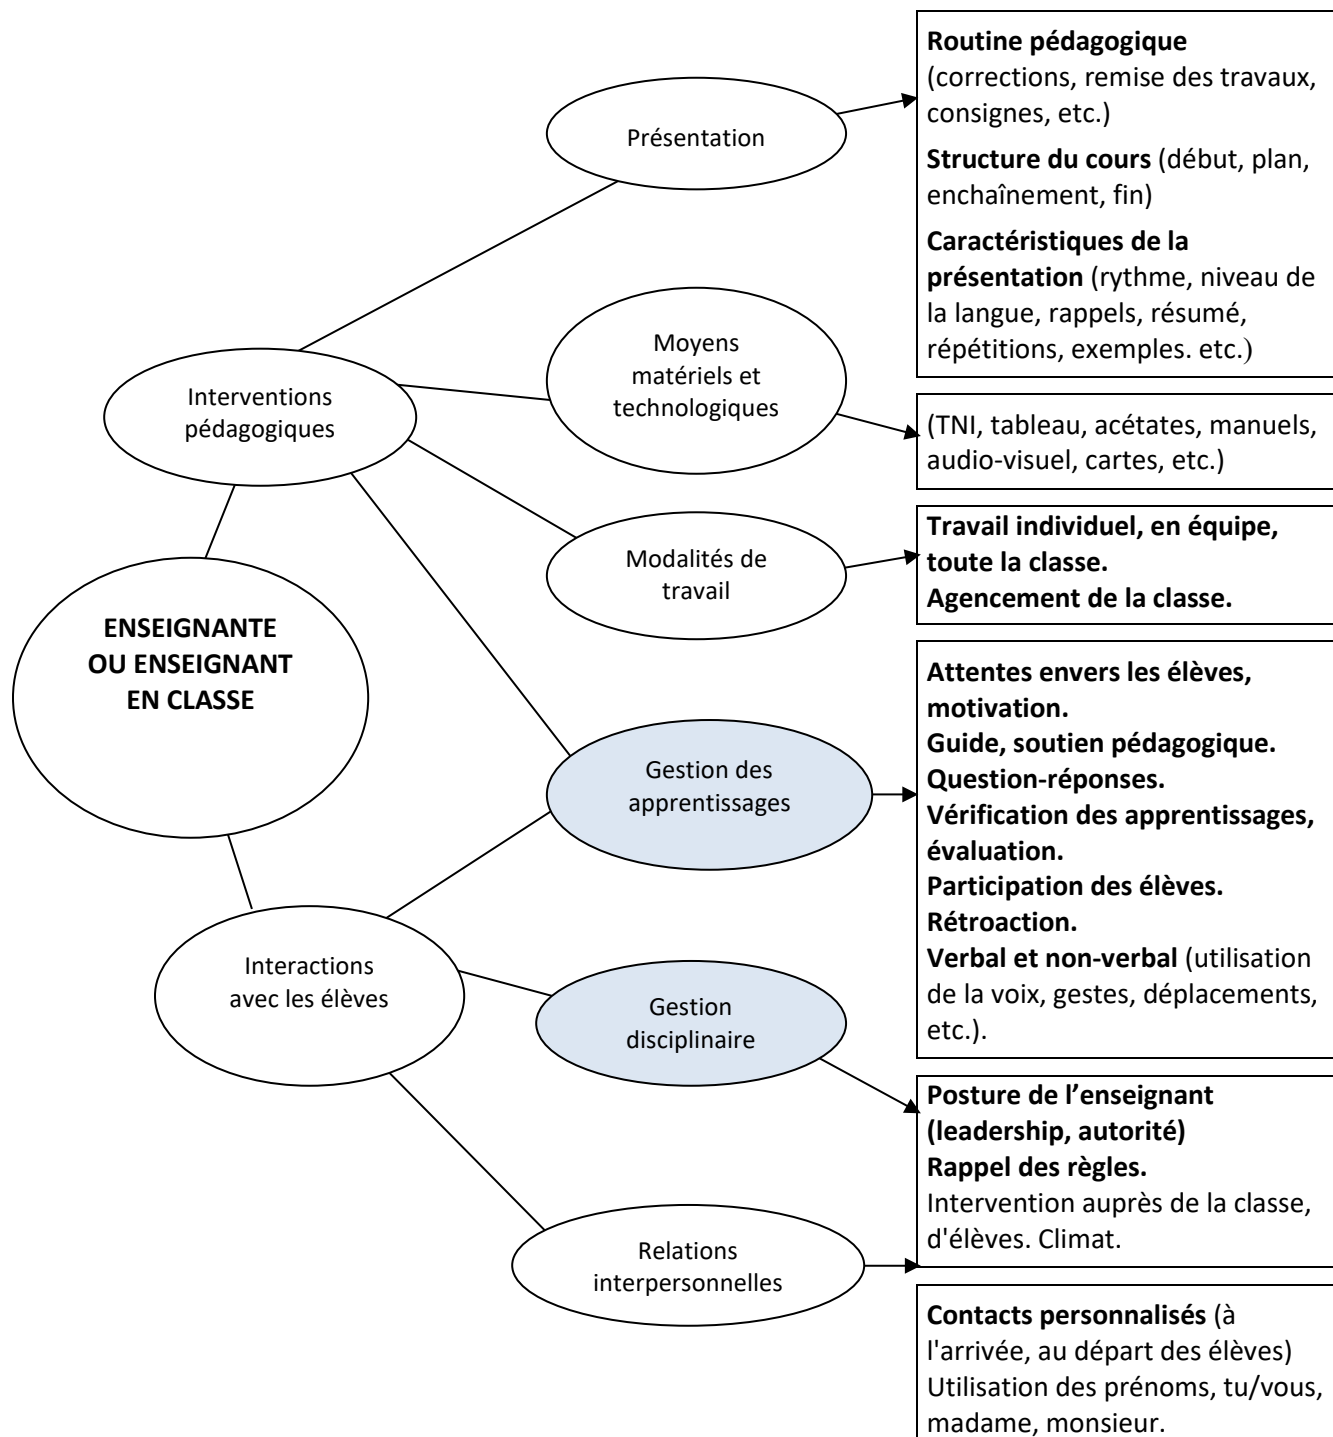 Présentation
Routine pédagogique
(corrections, remise des travaux,
consignes, etc.)
Structure du cours (début, plan,
enchaînement, fin)
Caractéristiques de la
présentation (rythme, niveau de
la langue, rappels, résumé,
répétitions, exemples. etc.)
Interventions
pédagogiques
Moyens
matériels et
technologiques
(TNI, tableau, acétates, manuels,
audio-visuel, cartes, etc.)
Modalités de
travail
Travail individuel, en équipe,
toute la classe.
Agencement de la classe.
ENSEIGNANTE
OU ENSEIGNANT
EN CLASSE
Gestion des
apprentissages
Attentes envers les élèves,
motivation.
Guide, soutien pédagogique.
Question-réponses.
Vérification des apprentissages,
évaluation.
Participation des élèves.
Rétroaction.
Verbal et non-verbal (utilisation
de la voix, gestes, déplacements,
etc.).
Interactions
avec les élèves
Gestion
disciplinaire
Posture de l’enseignant
(leadership, autorité)
Rappel des règles.
Intervention auprès de la classe,
d'élèves. Climat.
Relations
interpersonnelles
Contacts personnalisés (à
l'arrivée, au départ des élèves)
Utilisation des prénoms, tu/vous,
madame, monsieur.